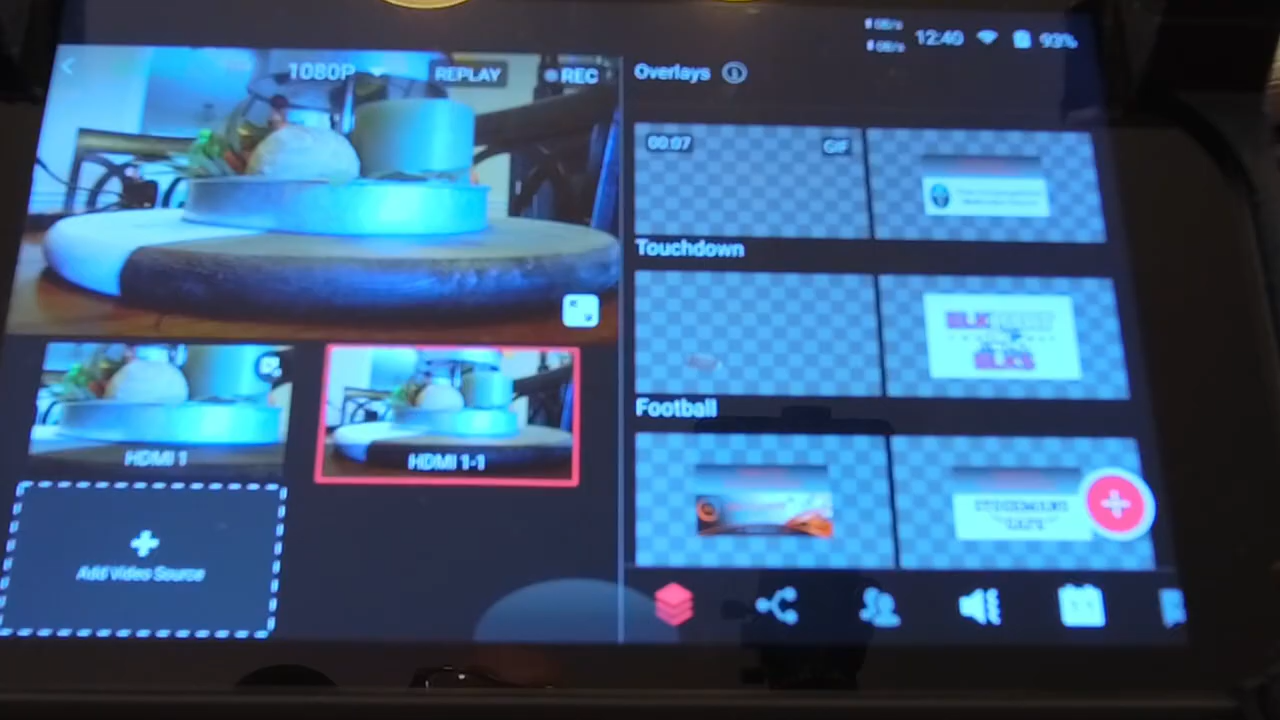 12:40 93%
1080P REPLAY REC
Overlays
00:07 GIF
Touchdown
ELKS
Football
HDMI 1
HDMI 1-1
Add Video Source